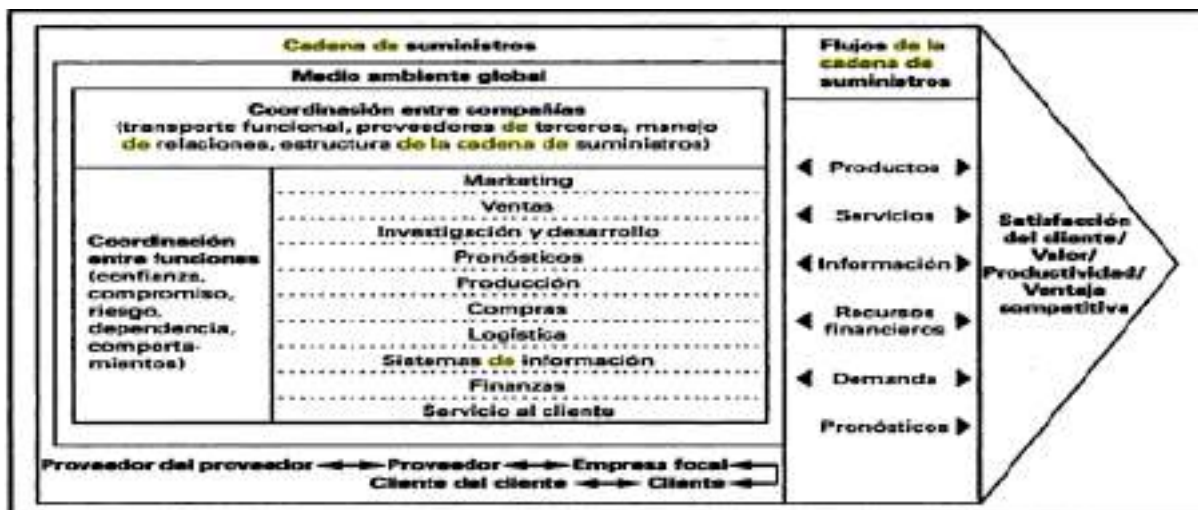 Cadena de suministros
Medio ambiente global
Coordinación entre compañías
(transporte funcional, proveedores de terceros, manejo
de relaciones, estructura de la cadena de suministros)
Coordinación
entre funciones
(confianza,
compromiso,
riesgo,
dependencia,
comporta-
mientos)
Marketing
Ventas
Investigación y desarrollo
Pronósticos
Producción
Compras
Logística
Sistemas de información
Finanzas
Servicio al cliente
Proveedor del proveedor Proveedor Empresa focal
Cliente del cliente Cliente
Flujos de la
cadena de
suministros
Productos
Servicios
Información
Recursos
financieros
Demanda
Pronósticos
Satisfacción
del cliente/
Valor/
Productividad/
Ventaja
competitiva